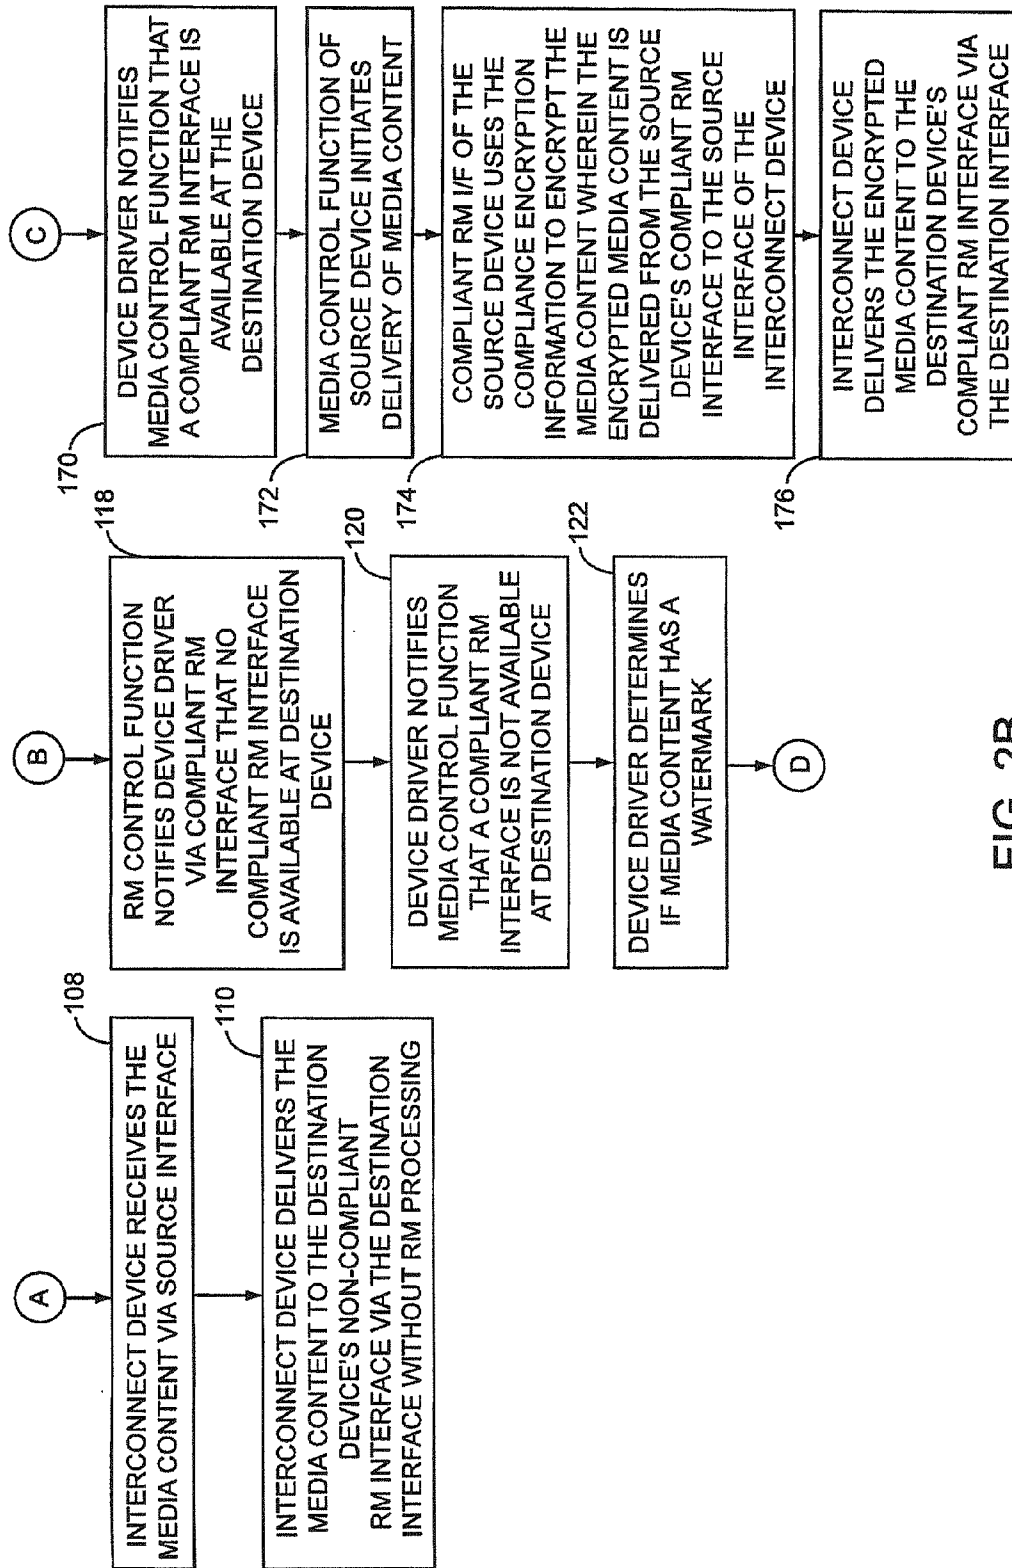 A
INTERCONNECT DEVICE RECEIVES THE
MEDIA CONTENT VIA SOURCE INTERFACE
108
INTERCONNECT DEVICE DELIVERS THE
MEDIA CONTENT TO THE DESTINATION
DEVICE'S NON-COMPLIANT
RM INTERFACE VIA THE DESTINATION
INTERFACE WITHOUT RM PROCESSING
110
B
RM CONTROL FUNCTION
NOTIFIES DEVICE DRIVER
VIA COMPLIANT RM
INTERFACE THAT NO
COMPLIANT RM INTERFACE
IS AVAILABLE AT DESTINATION
DEVICE
118
DEVICE DRIVER NOTIFIES
MEDIA CONTROL FUNCTION
THAT A COMPLIANT RM
INTERFACE IS NOT AVAILABLE
AT DESTINATION DEVICE
120
DEVICE DRIVER DETERMINES
IF MEDIA CONTENT HAS A
WATERMARK
122
D
C
170
DEVICE DRIVER NOTIFIES
MEDIA CONTROL FUNCTION THAT
A COMPLIANT RM INTERFACE IS
AVAILABLE AT THE
DESTINATION DEVICE
172
MEDIA CONTROL FUNCTION OF
SOURCE DEVICE INITIATES
DELIVERY OF MEDIA CONTENT
174
COMPLIANT RM I/F OF THE
SOURCE DEVICE USES THE
COMPLIANCE ENCRYPTION
INFORMATION TO ENCRYPT THE
MEDIA CONTENT WHEREIN THE
ENCRYPTED MEDIA CONTENT IS
DELIVERED FROM THE SOURCE
DEVICE'S COMPLIANT RM
INTERFACE TO THE SOURCE
INTERFACE OF THE
INTERCONNECT DEVICE
176
INTERCONNECT DEVICE
DELIVERS THE ENCRYPTED
MEDIA CONTENT TO THE
DESTINATION DEVICE'S
COMPLIANT RM INTERFACE VIA
THE DESTINATION INTERFACE
FIG. 2B